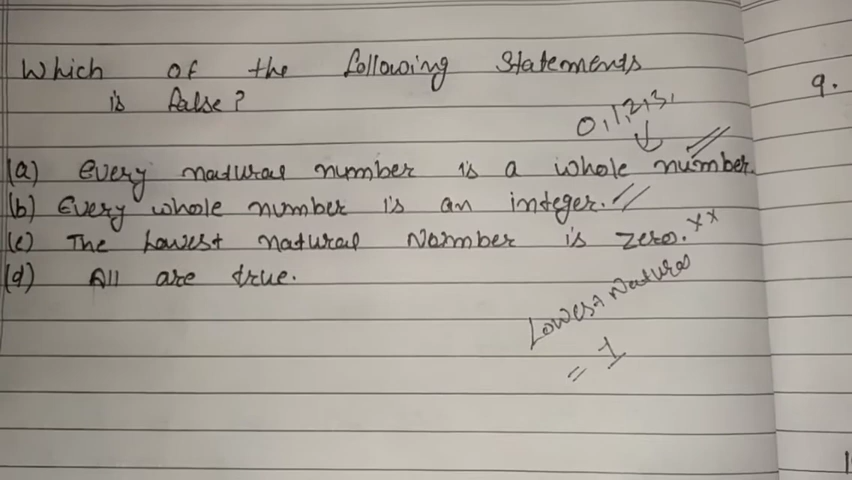 Which of the following Statements
is false?
9.
0,1,2,3,
(a) Every natural number is a whole number.
(b) Every whole number is an integer.
(c) The Lowest natural Number is zero. xx
(d) All are true.
Lowest Natural
= 1